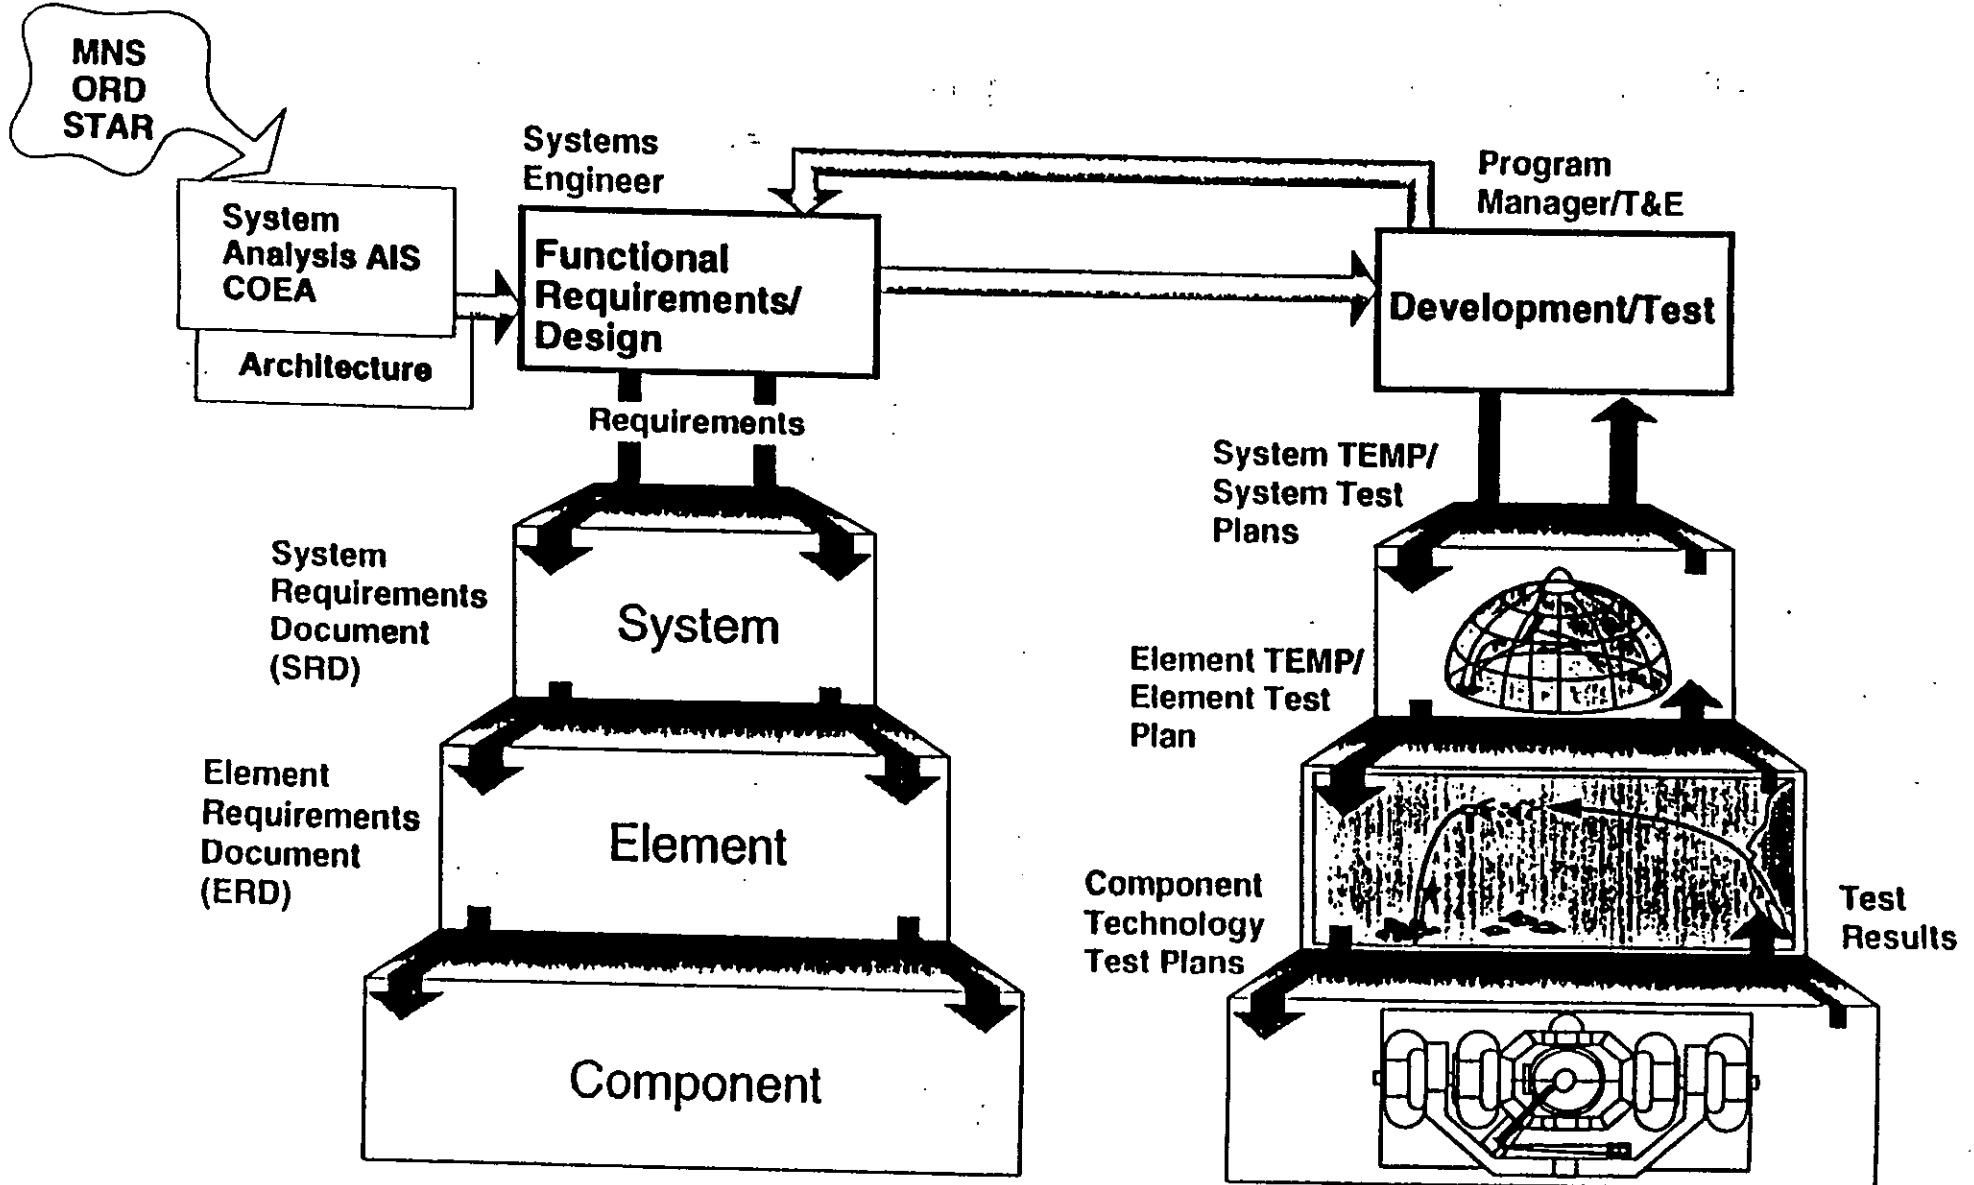 MNS
ORD
STAR
System
Analysis AIS
COEA
Architecture
Systems
Engineer
Functional
Requirements/
Design
Program
Manager/T&E
Development/Test
Requirements
System
Requirements
Document
(SRD)
System
Element
Requirements
Document
(ERD)
Element
Component
System TEMP/
System Test
Plans
Element TEMP/
Element Test
Plan
Component
Technology
Test Plans
Test
Results